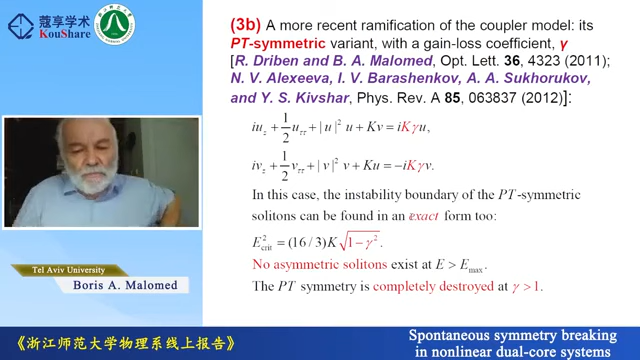 蔻享学术
KouShare
(3b) A more recent ramification of the coupler model: its
PT-symmetric variant, with a gain-loss coefficient, γ
[R. Driben and B. A. Malomed, Opt. Lett. 36, 4323 (2011);
N. V. Alexeeva, I. V. Barashenkov, A. A. Sukhorukov,
and Y. S. Kivshar, Phys. Rev. A 85, 063837 (2012)]:
iu_z + 1/2 u_ττ + |u|² u + Kv = iKγu,
iv_z + 1/2 v_ττ + |v|² v + Ku = −iKγv.
In this case, the instability boundary of the PT-symmetric
solitons can be found in an exact form too:
E²_crit = (16/3)K√(1−γ²).
No asymmetric solitons exist at E > E_max.
The PT symmetry is completely destroyed at γ > 1.
Tel Aviv University
Boris A. Malomed
《浙江师范大学物理系线上报告》
Spontaneous symmetry breaking
in nonlinear dual-core systems